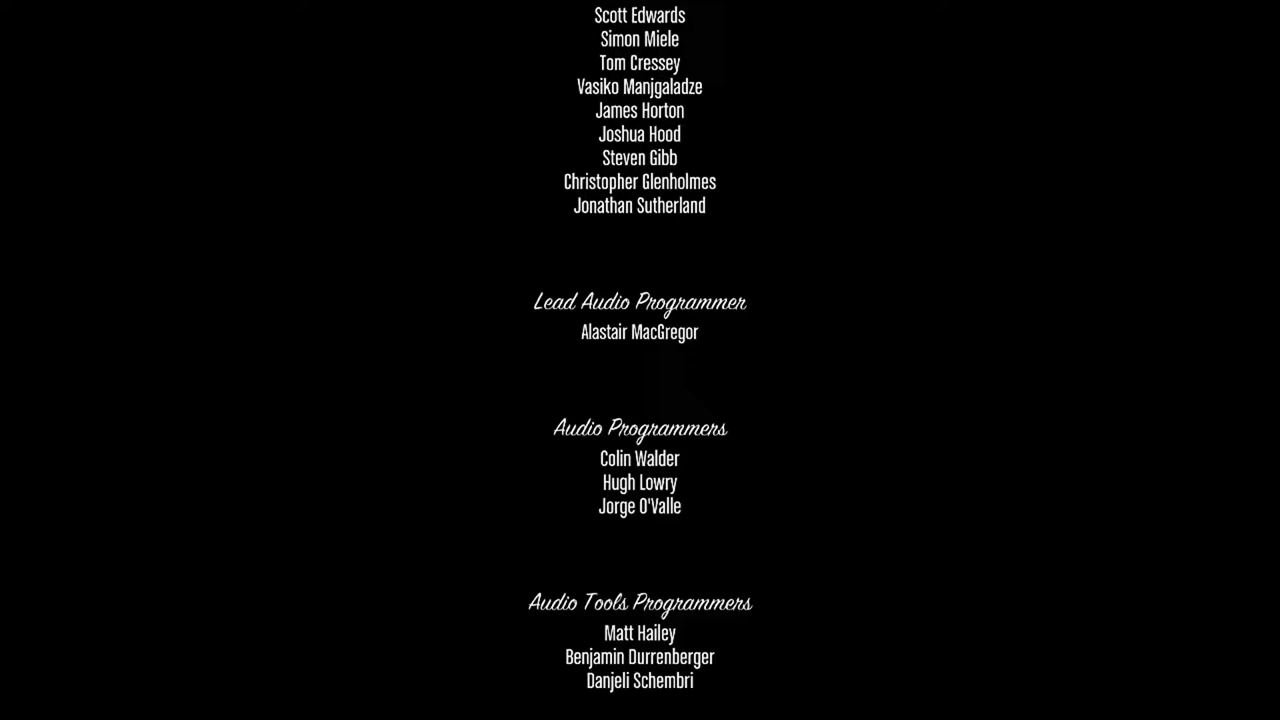 Scott Edwards
Simon Miele
Tom Cressey
Vasiko Manjgaladze
James Horton
Joshua Hood
Steven Gibb
Christopher Glenholmes
Jonathan Sutherland
Lead Audio Programmer
Alastair MacGregor
Audio Programmers
Colin Walder
Hugh Lowry
Jorge O'Valle
Audio Tools Programmers
Matt Hailey
Benjamin Durrenberger
Danjeli Schembri